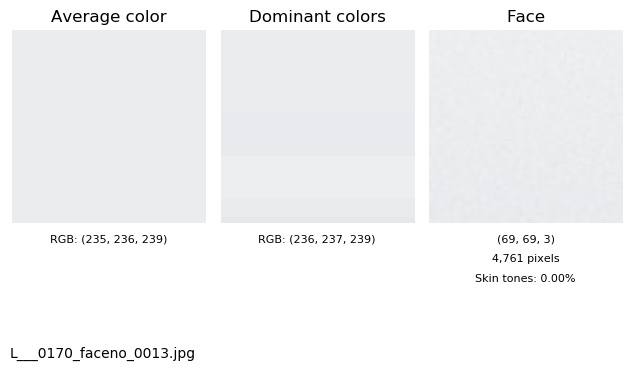 Average color
Dominant colors
Face
RGB: (235, 236, 239)
RGB: (236, 237, 239)
(69, 69, 3)
4,761 pixels
Skin tones: 0.00%
L___0170_faceno_0013.jpg